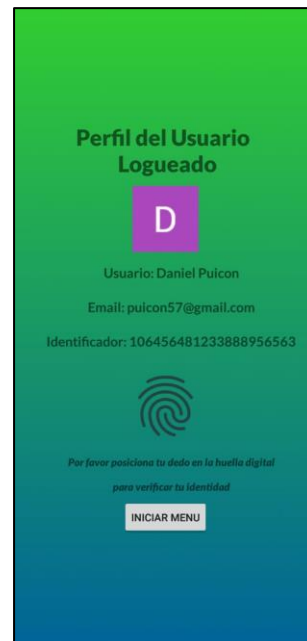 Perfil del Usuario
Logueado
D
Usuario: Daniel Puicon
Email: puicon57@gmail.com
Identificador: 106456481233888956563
Por favor posiciona tu dedo en la huella digital
para verificar tu identidad
INICIAR MENU